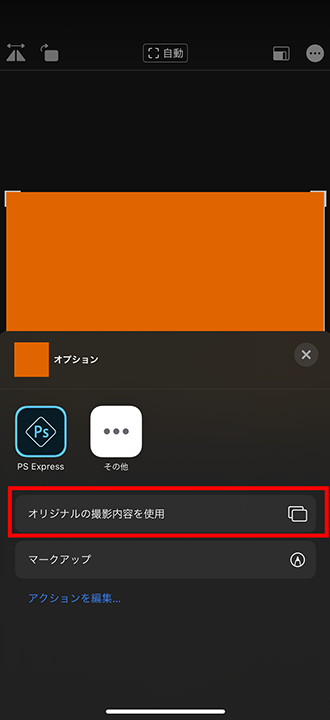 自動
オプション
Ps
PS Express
その他
オリジナルの撮影内容を使用
マークアップ
アクションを編集...